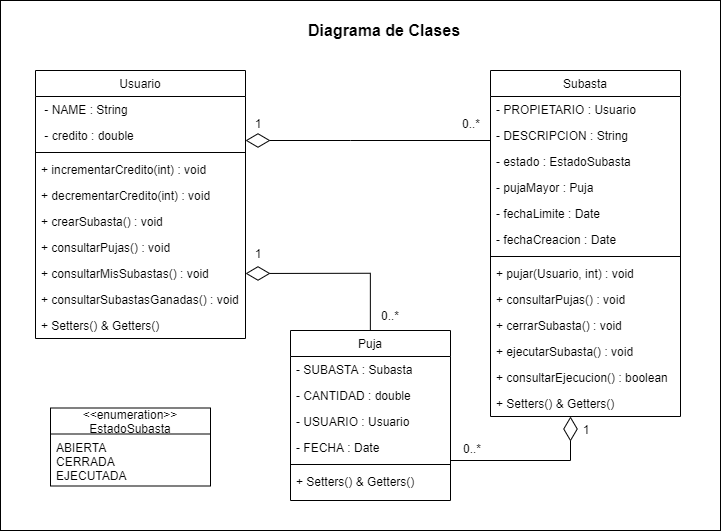 Diagrama de Clases
Usuario
- NAME : String
- credito : double
+ incrementarCredito(int) : void
+ decrementarCredito(int) : void
+ crearSubasta() : void
+ consultarPujas() : void
+ consultarMisSubastas() : void
+ consultarSubastasGanadas() : void
+ Setters() & Getters()
1
0..*
Subasta
- PROPIETARIO : Usuario
- DESCRIPCION : String
- estado : EstadoSubasta
- pujaMayor : Puja
- fechaLimite : Date
- fechaCreacion : Date
+ pujar(Usuario, int) : void
+ consultarPujas() : void
+ cerrarSubasta() : void
+ ejecutarSubasta() : void
+ consultarEjecucion() : boolean
+ Setters() & Getters()
1
0..*
Puja
- SUBASTA : Subasta
- CANTIDAD : double
- USUARIO : Usuario
- FECHA : Date
+ Setters() & Getters()
0..*
1
<<enumeration>>
EstadoSubasta
ABIERTA
CERRADA
EJECUTADA